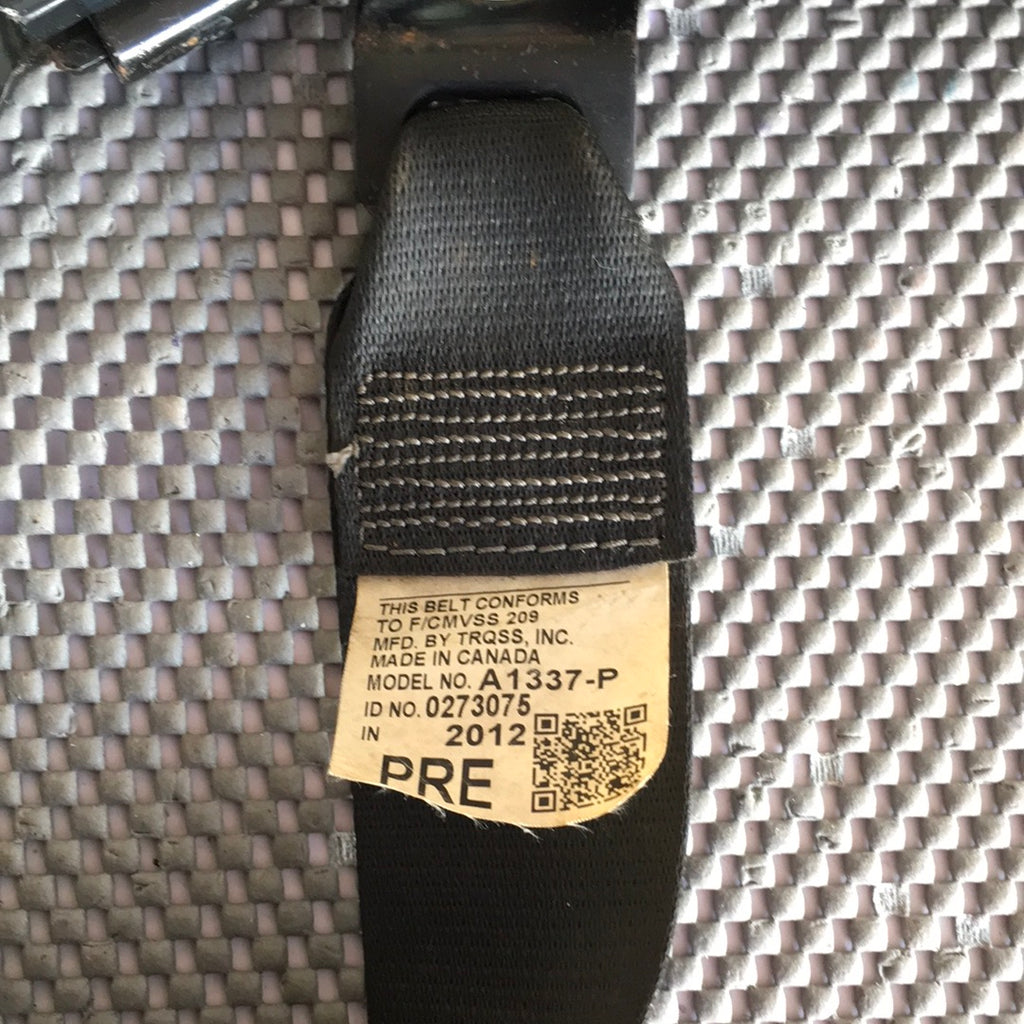 THIS BELT CONFORMS
TO F/CMVSS 209
MFD. BY TRQSS, INC.
MADE IN CANADA
MODEL NO. A1337-P
ID NO. 0273075
IN 2012
PRE